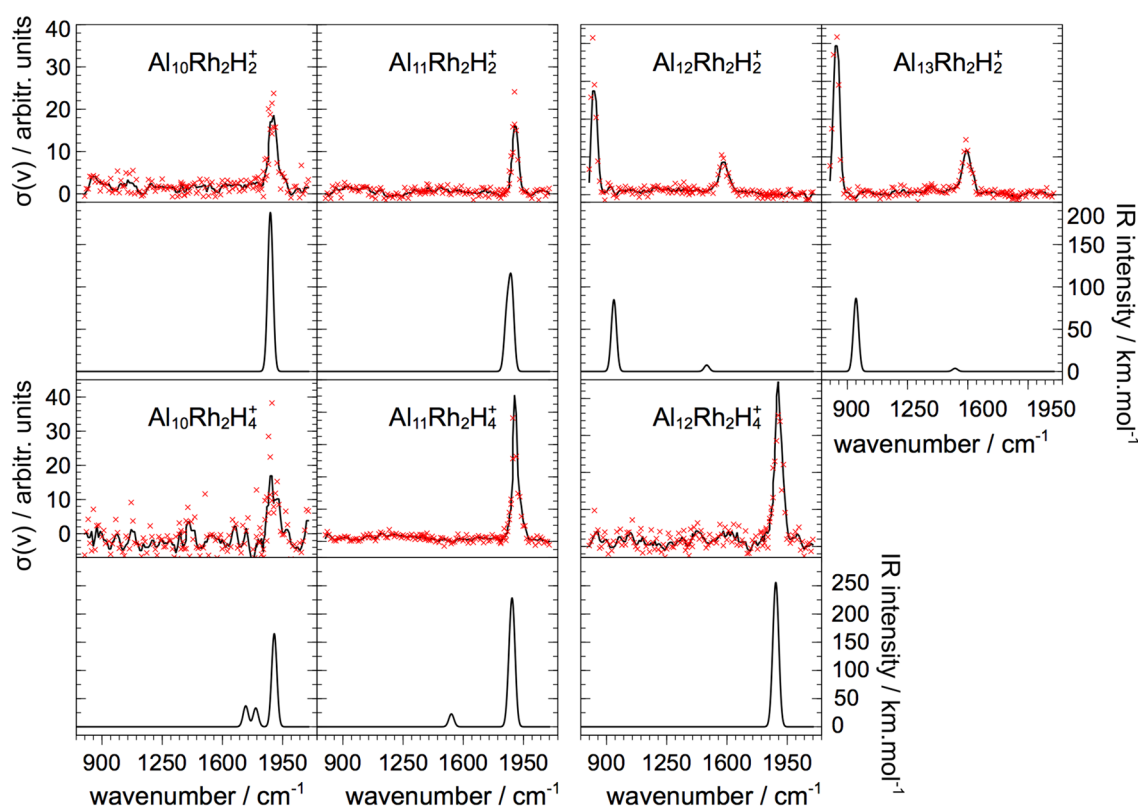 σ(ν) / arbitr. units
40
30
20
10
0
Al10Rh2H2+
Al11Rh2H2+
Al12Rh2H2+
Al13Rh2H2+
IR intensity / km.mol-1
200
150
100
50
0
900 1250 1600 1950
wavenumber / cm-1
σ(ν) / arbitr. units
40
30
20
10
0
Al10Rh2H4+
Al11Rh2H4+
Al12Rh2H4+
IR intensity / km.mol-1
250
200
150
100
50
0
900 1250 1600 1950
900 1250 1600 1950
900 1250 1600 1950
wavenumber / cm-1
wavenumber / cm-1
wavenumber / cm-1